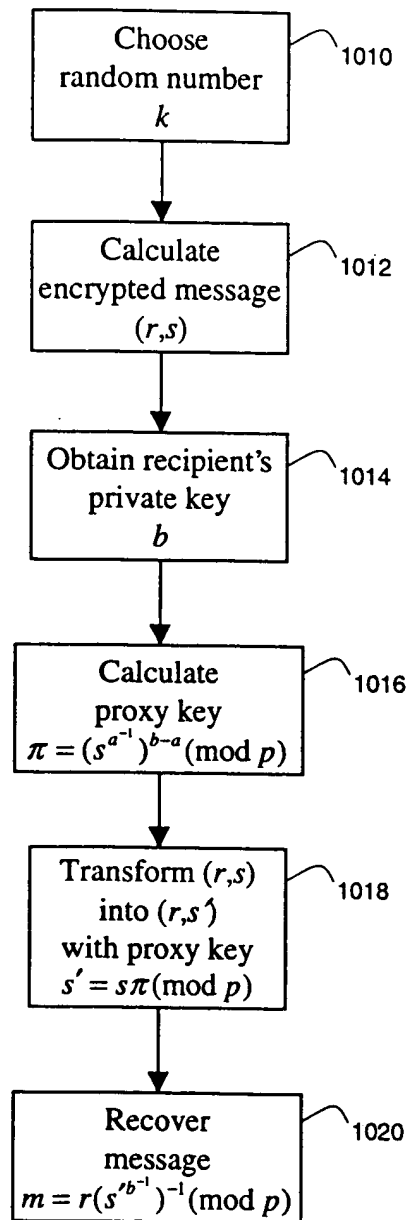 Choose
random number
k
1010
Calculate
encrypted message
(r,s)
1012
Obtain recipient's
private key
b
1014
Calculate
proxy key
π = (s^{a^{-1}})^{b-a} (mod p)
1016
Transform (r,s)
into (r,s′)
with proxy key
s′ = sπ(mod p)
1018
Recover
message
m = r(s′^{b^{-1}})^{-1} (mod p)
1020